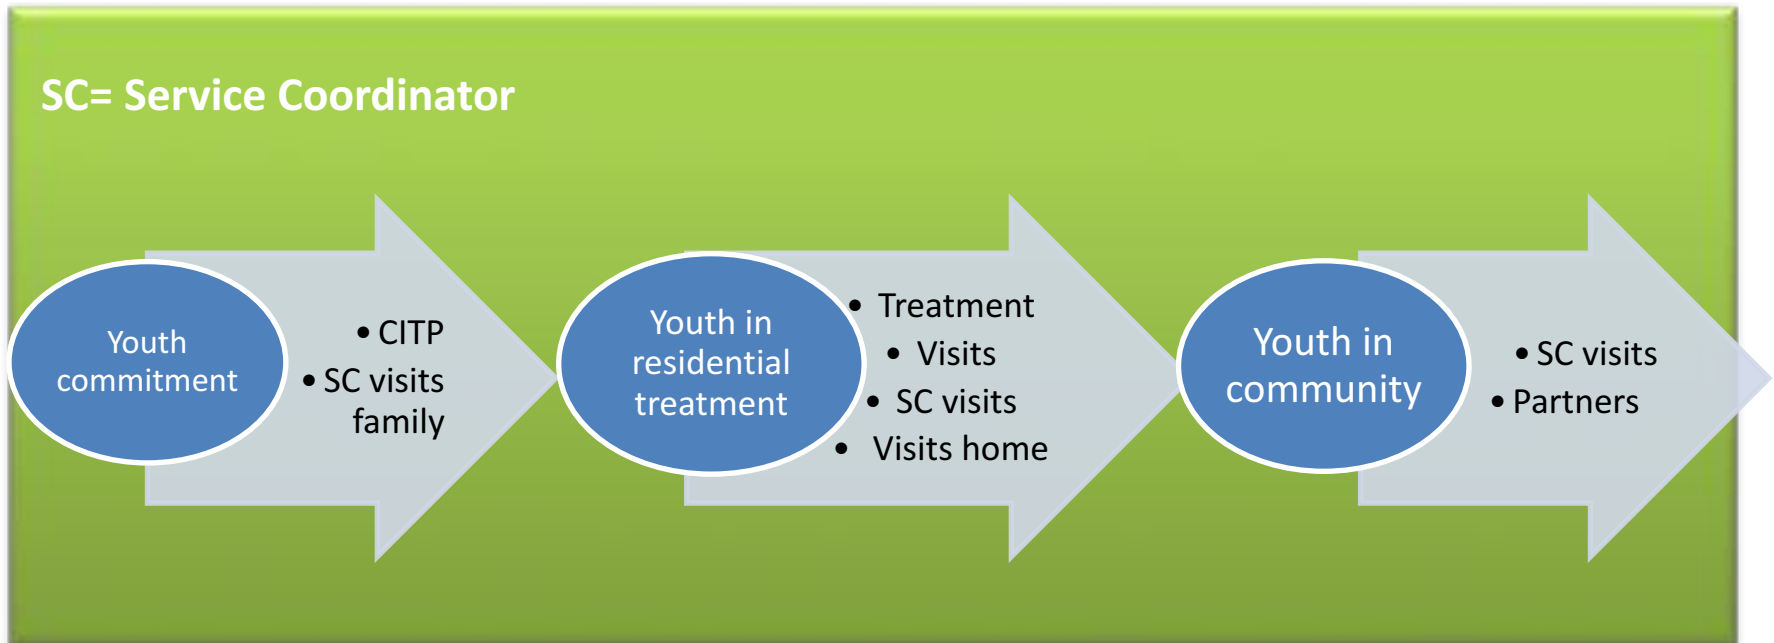 SC= Service Coordinator
Youth
commitment
• CITP
• SC visits
family
Youth in
residential
treatment
• Treatment
• Visits
• SC visits
• Visits home
Youth in
community
• SC visits
• Partners